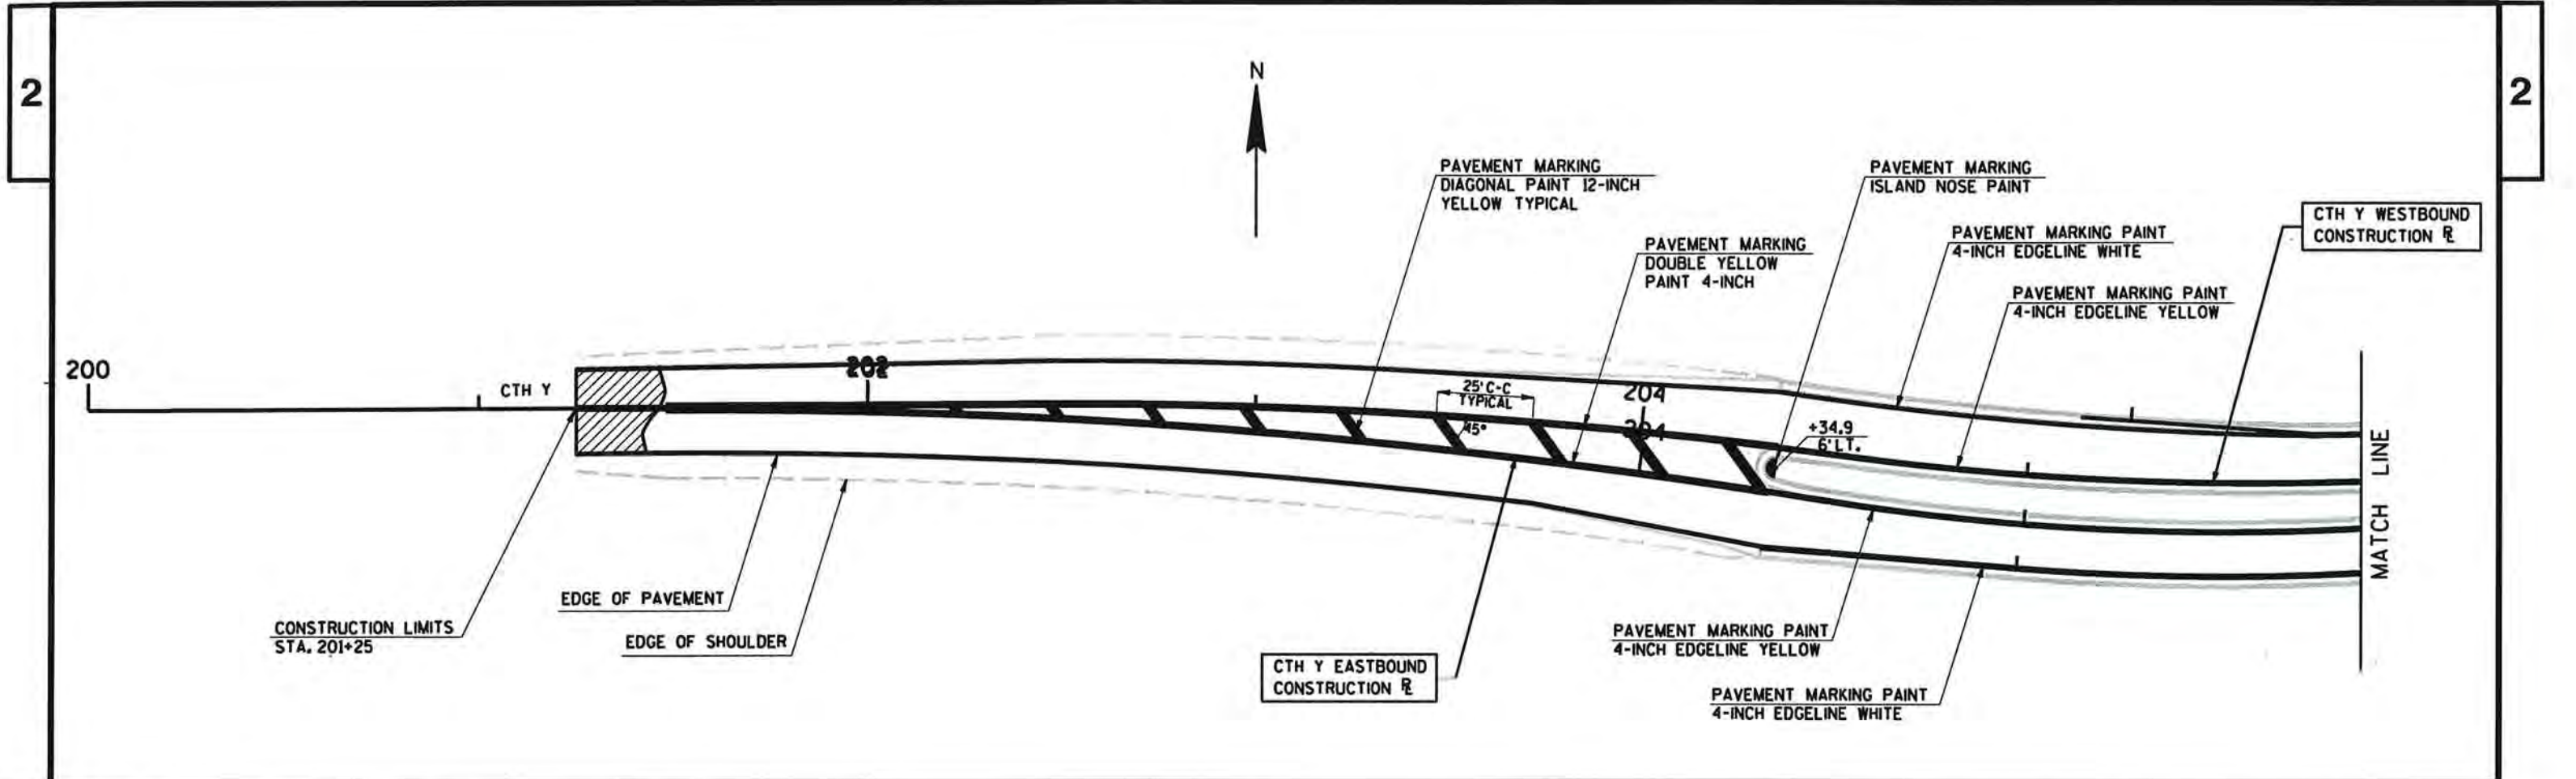 2
2
N
PAVEMENT MARKING
DIAGONAL PAINT 12-INCH
YELLOW TYPICAL
PAVEMENT MARKING
ISLAND NOSE PAINT
PAVEMENT MARKING
DOUBLE YELLOW
PAINT 4-INCH
PAVEMENT MARKING PAINT
4-INCH EDGELINE WHITE
CTH Y WESTBOUND
CONSTRUCTION RL
PAVEMENT MARKING PAINT
4-INCH EDGELINE YELLOW
200
CTH Y
202
25' C-C
TYPICAL
45°
204
204
+34.9
6' LT.
MATCH LINE
EDGE OF PAVEMENT
CONSTRUCTION LIMITS
STA. 201+25
EDGE OF SHOULDER
CTH Y EASTBOUND
CONSTRUCTION RL
PAVEMENT MARKING PAINT
4-INCH EDGELINE YELLOW
PAVEMENT MARKING PAINT
4-INCH EDGELINE WHITE